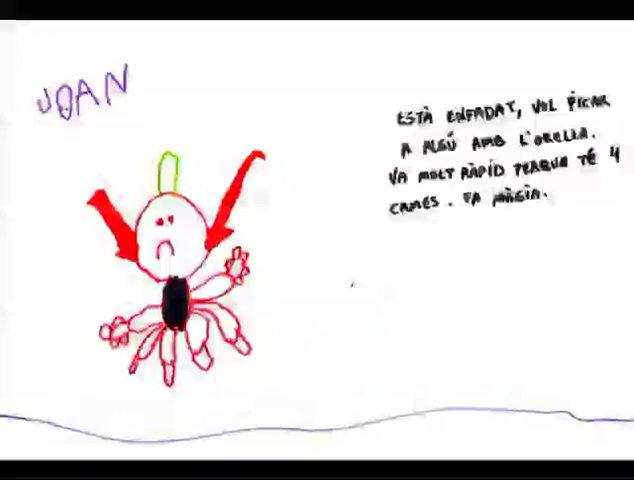 JOAN
ESTÀ ENFADAT, VOL PICAR
A ALGÚ AMB L'ORELLA.
VA MOLT RÀPID PERQUÈ TÉ 4
CAMES. FA MÀGIA.